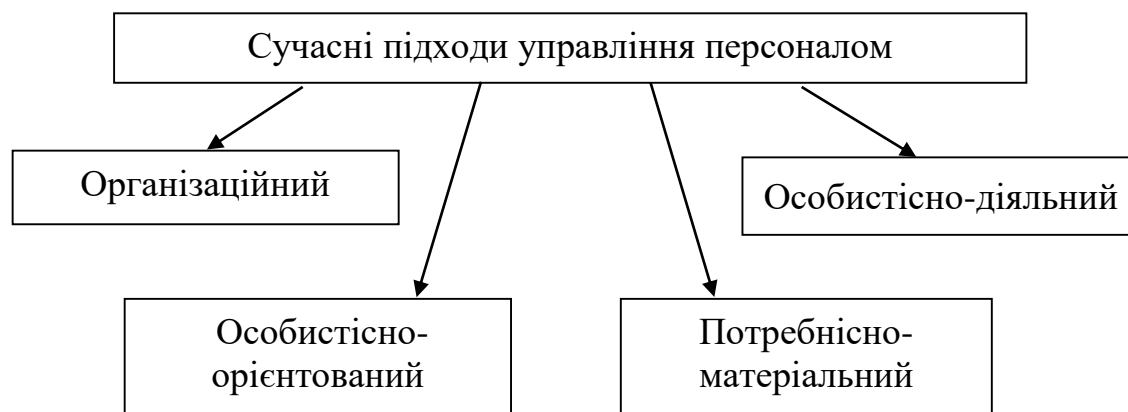 Сучасні підходи управління персоналом
Організаційний
Особистісно-діяльний
Особистісно-
орієнтований
Потребнісно-
матеріальний